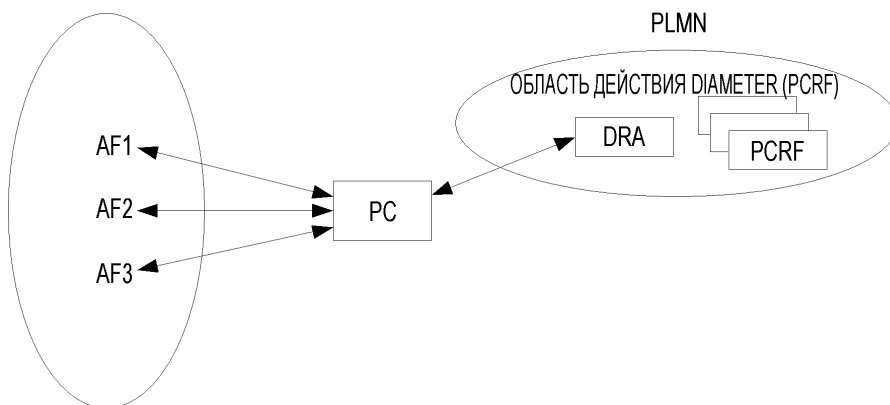 PLMN
ОБЛАСТЬ ДЕЙСТВИЯ DIAMETER (PCRF)
DRA
PCRF
AF1
AF2
AF3
PC